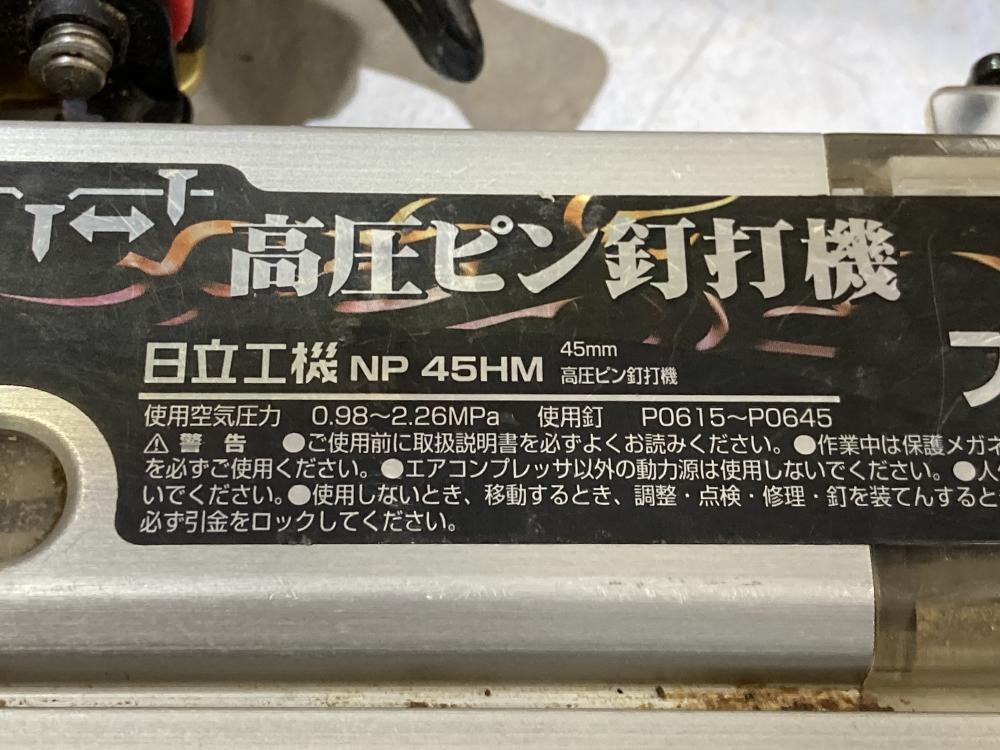 高圧ピン釘打機
日立工機 NP 45HM 45mm
高圧ピン釘打機
使用空気圧力 0.98～2.26MPa 使用釘 P0615～P0645
⚠ 警告 ●ご使用前に取扱説明書を必ずよくお読みください。●作業中は保護メガネ
を必ずご使用ください。●エアコンプレッサ以外の動力源は使用しないでください。●人
いでください。●使用しないとき、移動するとき、調整・点検・修理・釘を装てんすると
必ず引金をロックしてください。